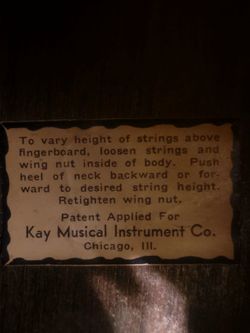 To vary height of strings above
fingerboard, loosen strings and
wing nut inside of body. Push
heel of neck backward or for-
ward to desired string height.
Retighten wing nut.
Patent Applied For
Kay Musical Instrument Co.
Chicago, Ill.